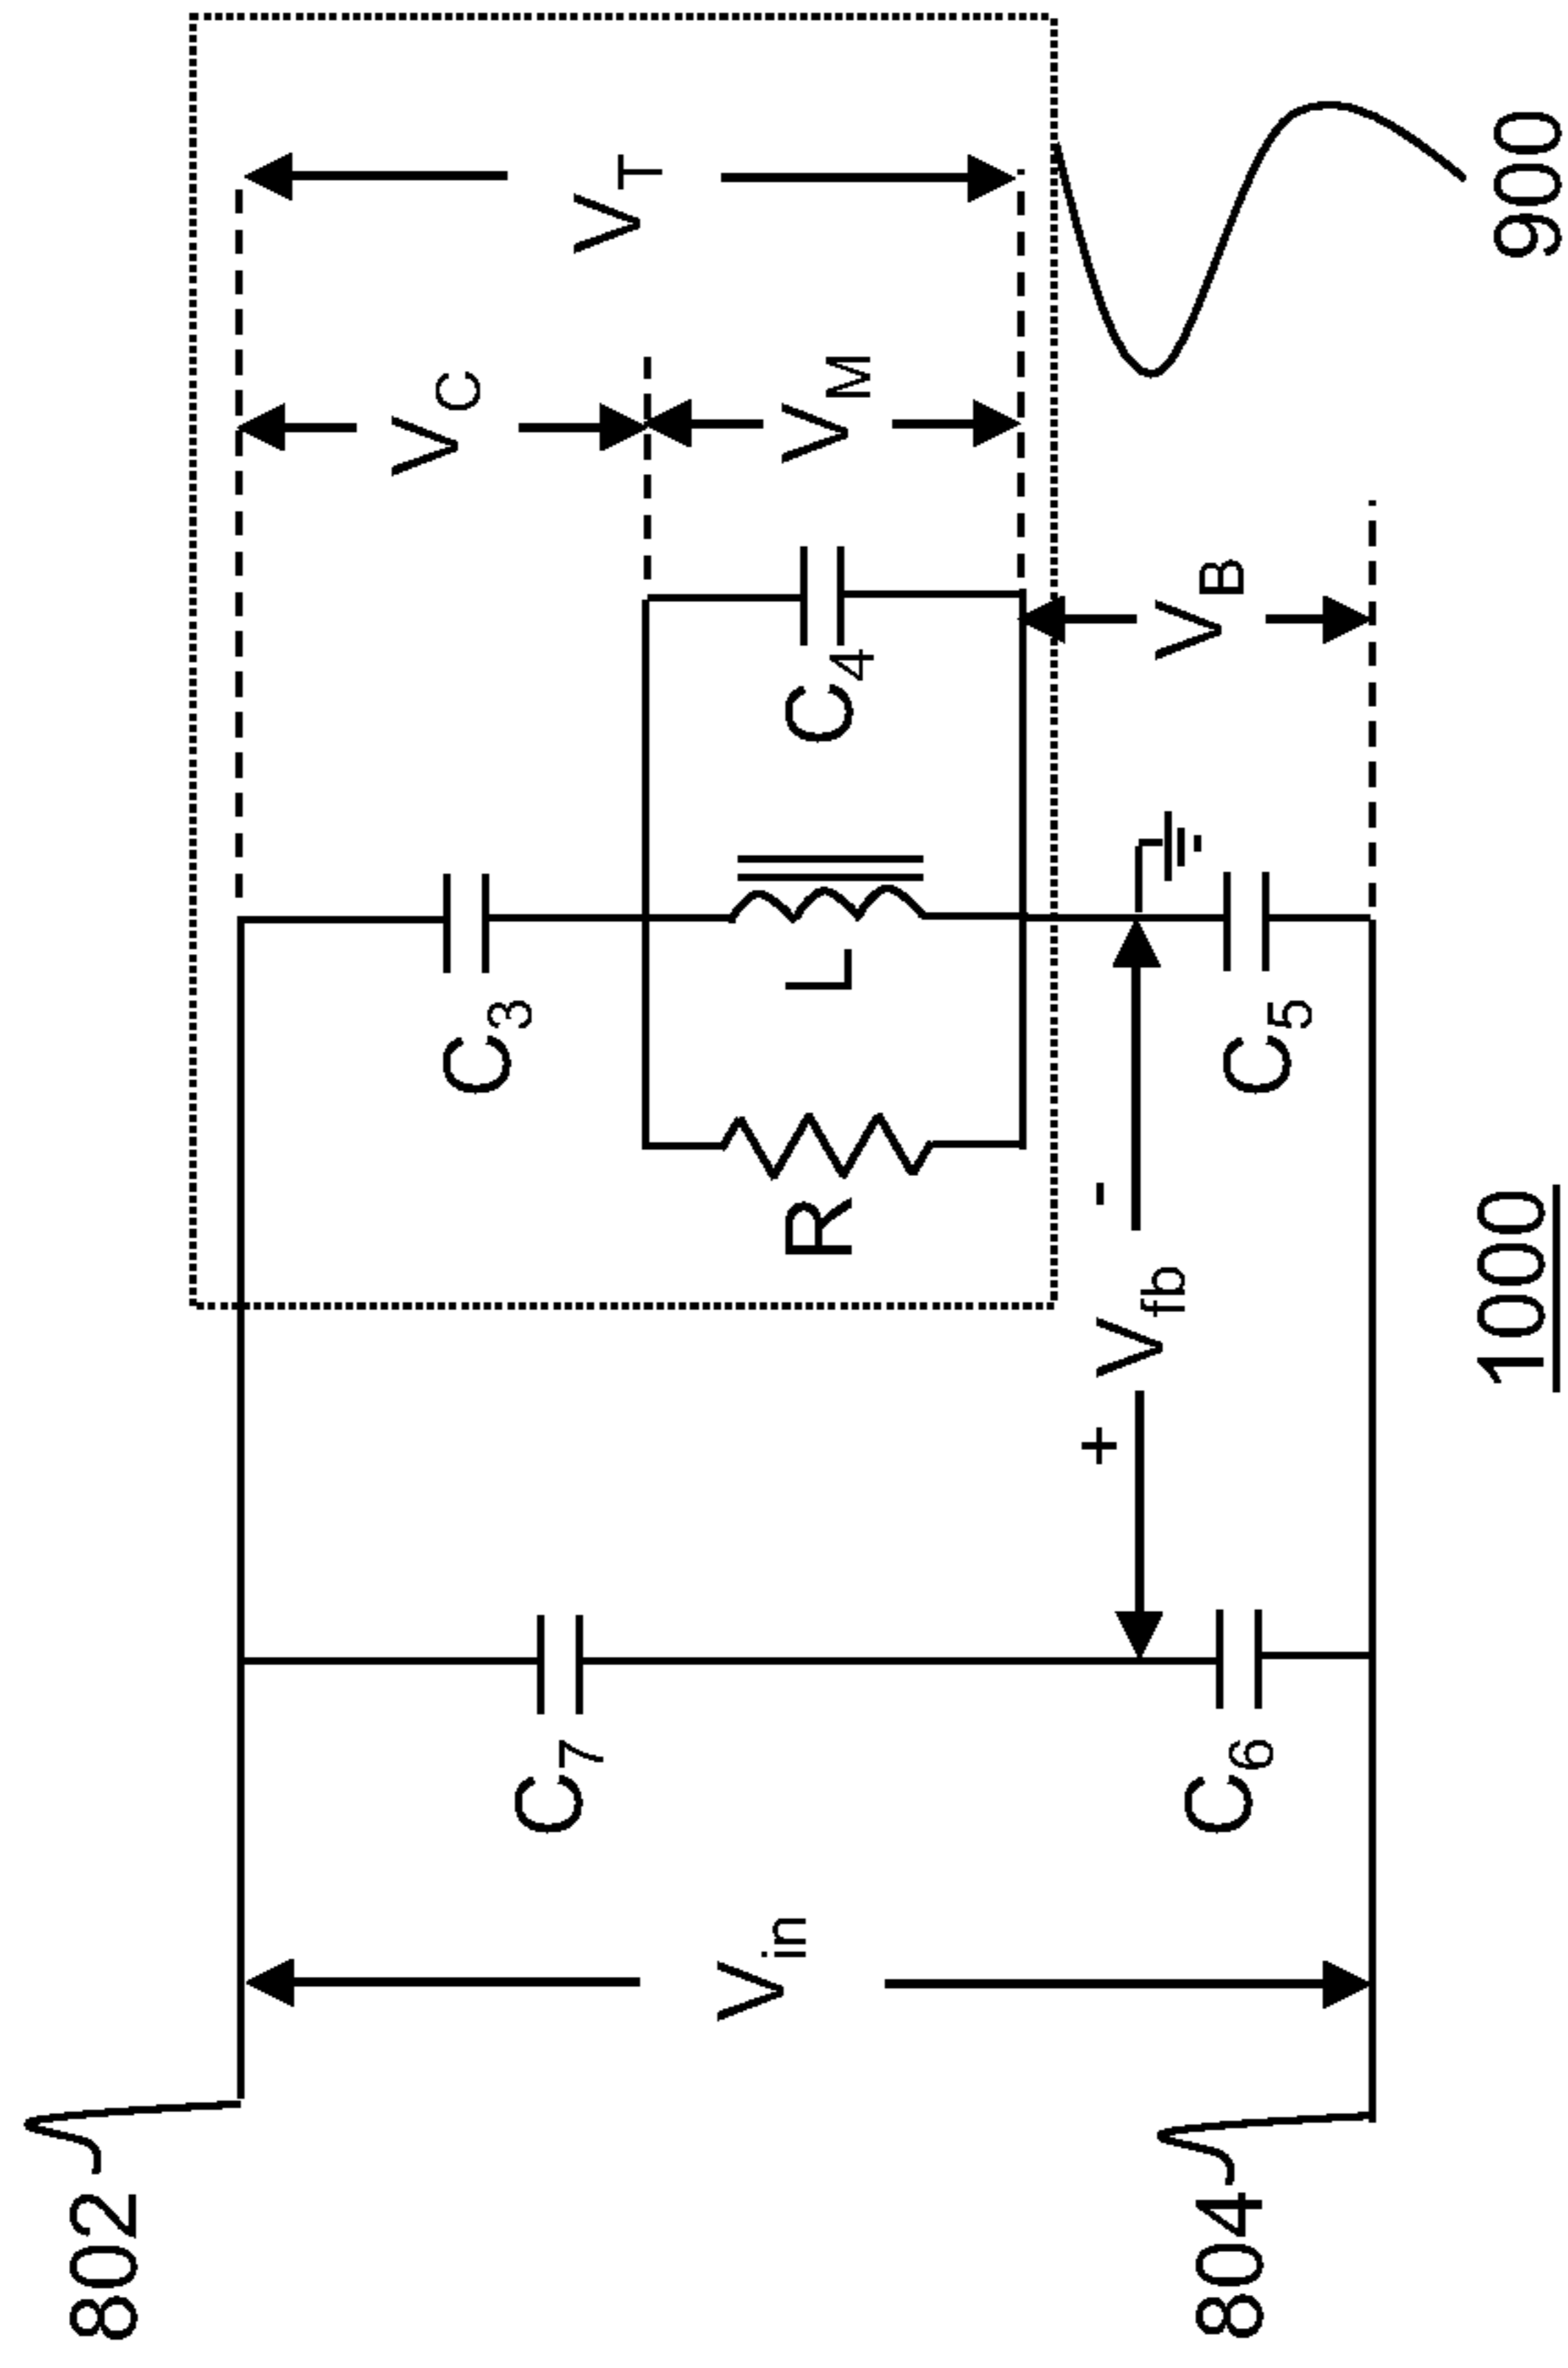 802
804
V_in
C_7
C_6
+ V_fb -
R
C_3
L
C_5
C_4
V_C
V_M
V_B
V_T
900
1000